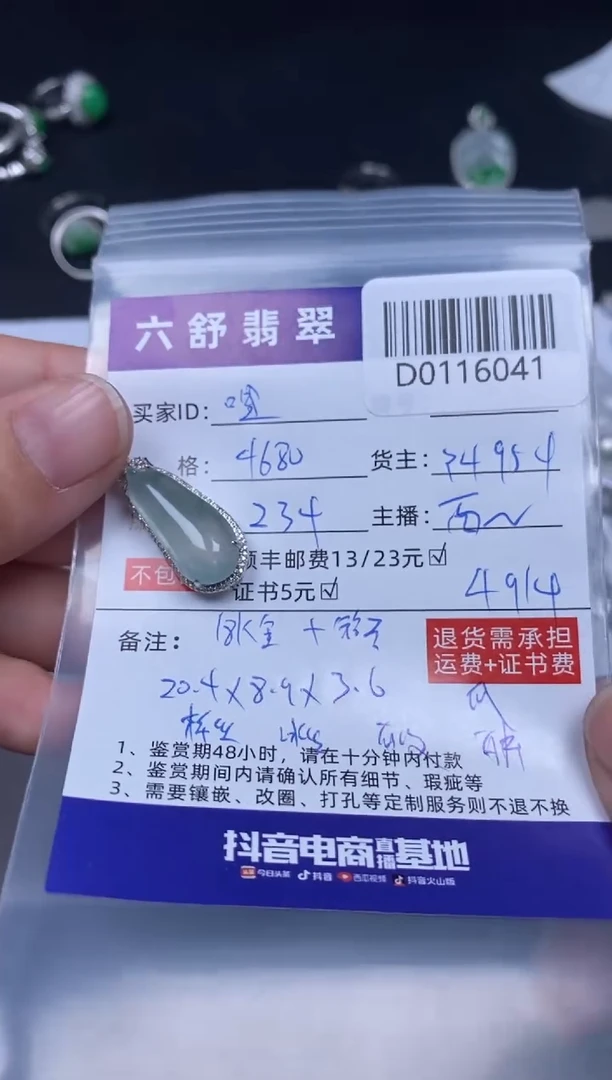 六舒翡翠
D0116041
买家ID:
格: 4680 货主: 34954
234 主播:
顺丰邮费13/23元☑
不包
证书5元☑ 4914
备注: 18K金 +
退货需承担
运费+证书费
20.4×8.9×3.6
1、鉴赏期48小时，请在十分钟内付款
2、鉴赏期间内请确认所有细节、瑕疵等
3、需要镶嵌、改圈、打孔等定制服务则不退不换
抖音电商直播基地
今日头条 抖音 西瓜视频 抖音火山版